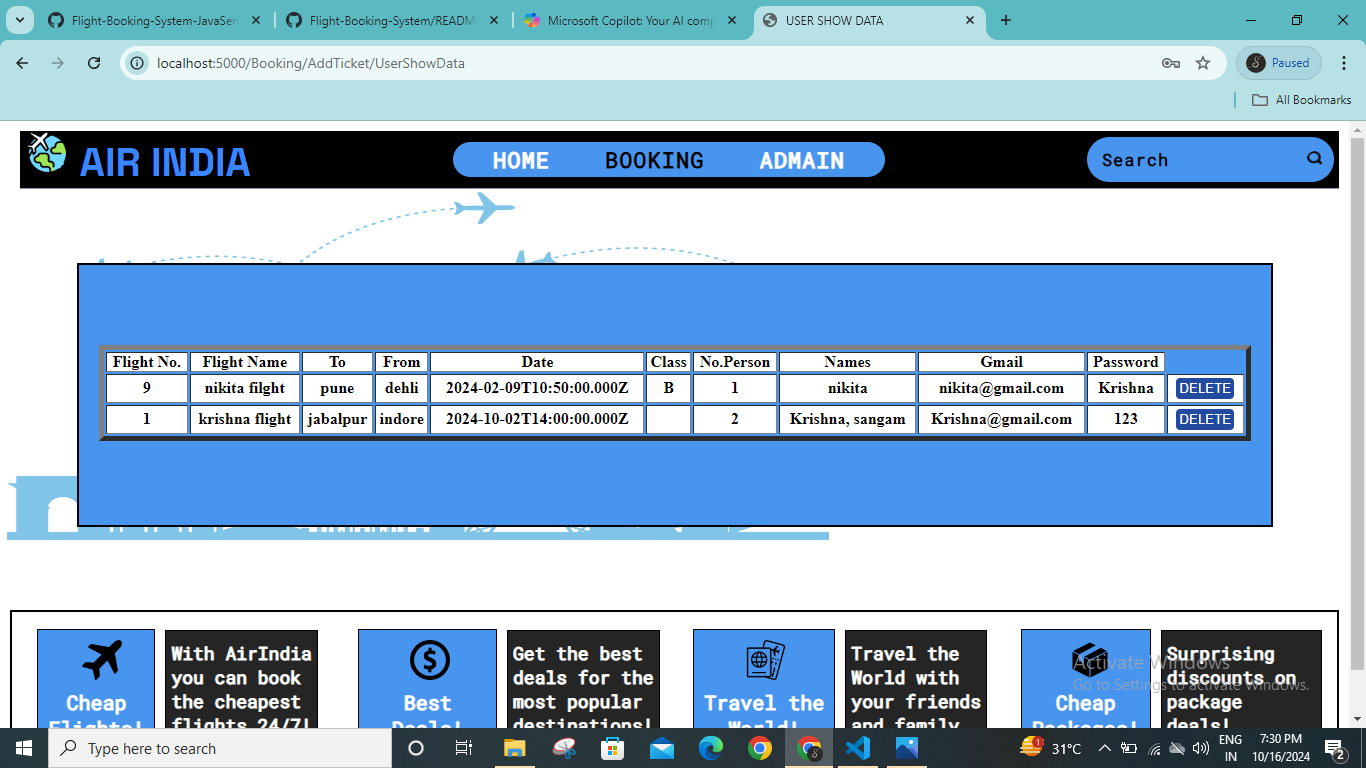 Flight-Booking-System-JavaSer
Flight-Booking-System/READM
Microsoft Copilot: Your AI comp
USER SHOW DATA
localhost:5000/Booking/AddTicket/UserShowData
Paused
All Bookmarks
AIR INDIA
HOME BOOKING ADMAIN
Search
Flight No. Flight Name To From Date Class No.Person Names Gmail Password
9 nikita filght pune dehli 2024-02-09T10:50:00.000Z B 1 nikita nikita@gmail.com Krishna DELETE
1 krishna flight jabalpur indore 2024-10-02T14:00:00.000Z 2 Krishna, sangam Krishna@gmail.com 123 DELETE
Cheap
Flights!
With AirIndia
you can book
the cheapest
flights 24/7!
Best
Deals!
Get the best
deals for the
most popular
destinations!
Travel the
World!
Travel the
World with
your friends
and family
Cheap
Packages!
Surprising
discounts on
package
deals!
Activate Windows
Go to Settings to activate Windows.
Type here to search
1
31°C
ENG
IN
7:30 PM
10/16/2024
2